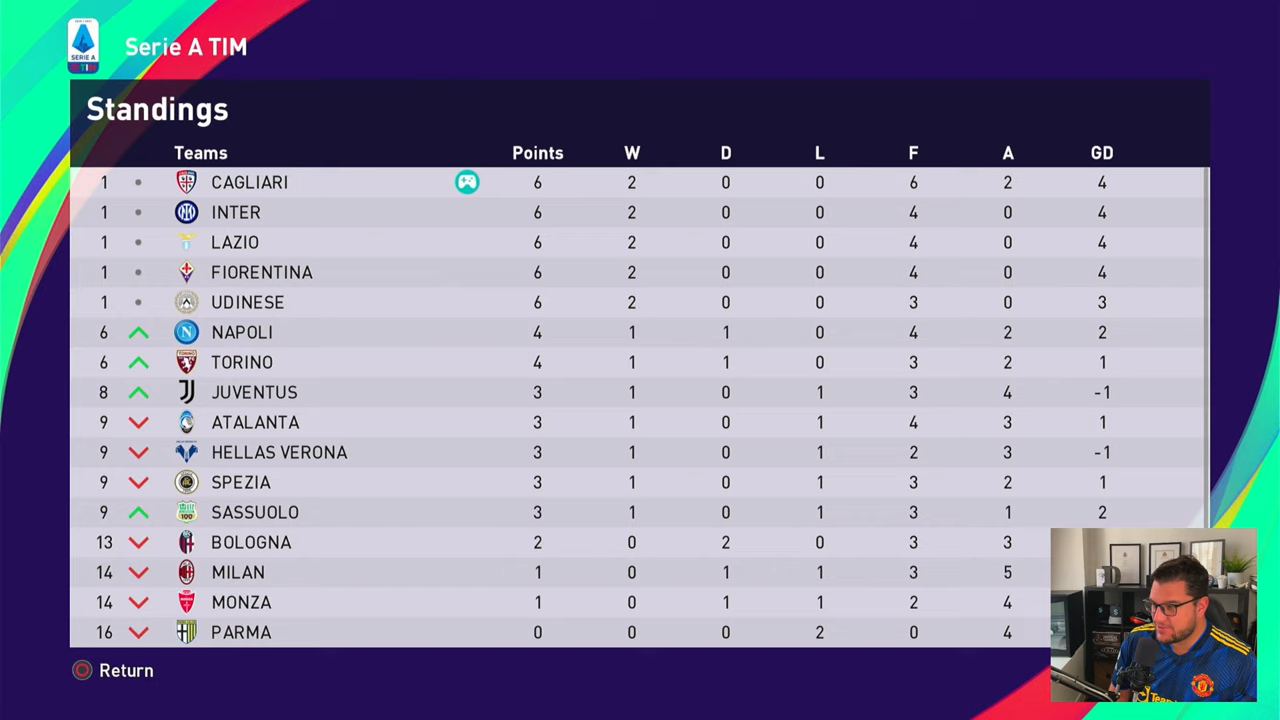 Serie A TIM
Standings
Teams Points W D L F A GD
1 CAGLIARI 6 2 0 0 6 2 4
1 INTER 6 2 0 0 4 0 4
1 LAZIO 6 2 0 0 4 0 4
1 FIORENTINA 6 2 0 0 4 0 4
1 UDINESE 6 2 0 0 3 0 3
6 NAPOLI 4 1 1 0 4 2 2
6 TORINO 4 1 1 0 3 2 1
8 JUVENTUS 3 1 0 1 3 4 -1
9 ATALANTA 3 1 0 1 4 3 1
9 HELLAS VERONA 3 1 0 1 2 3 -1
9 SPEZIA 3 1 0 1 3 2 1
9 SASSUOLO 3 1 0 1 3 1 2
13 BOLOGNA 2 0 2 0 3 3
14 MILAN 1 0 1 1 3 5
14 MONZA 1 0 1 1 2 4
16 PARMA 0 0 0 2 0 4
Return